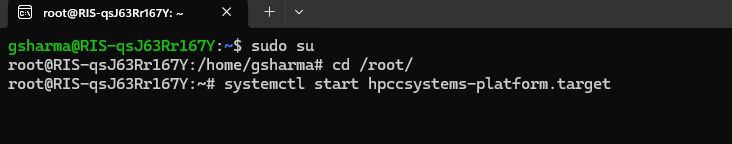 root@RIS-qsJ63Rr167Y: ~
gsharma@RIS-qsJ63Rr167Y:~$ sudo su
root@RIS-qsJ63Rr167Y:/home/gsharma# cd /root/
root@RIS-qsJ63Rr167Y:~# systemctl start hpccsystems-platform.target